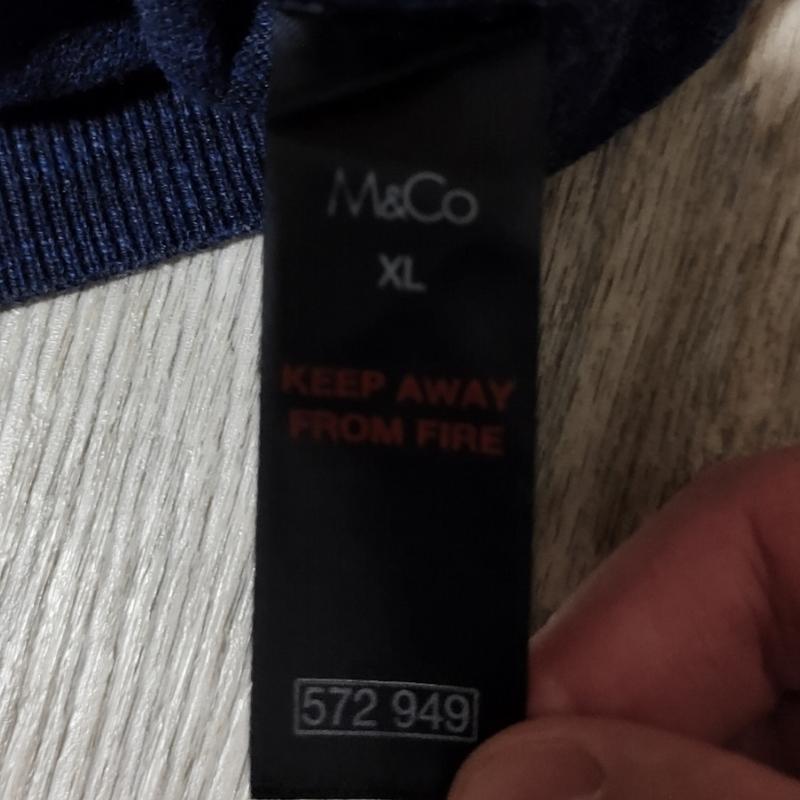 M&Co
XL
KEEP AWAY
FROM FIRE
572 949